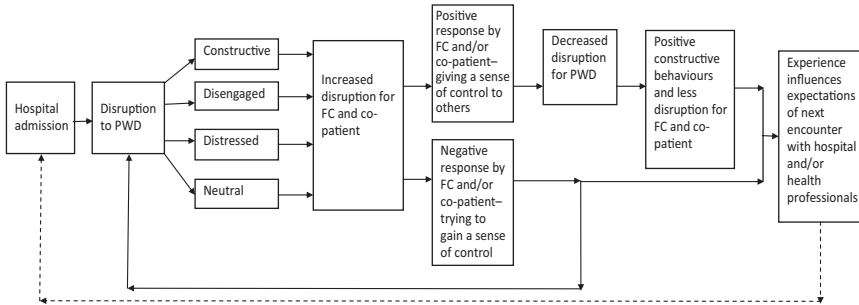 Hospital
admission
Disruption
to PWD
Constructive
Disengaged
Distressed
Neutral
Increased
disruption for
FC and co-
patient
Positive
response by
FC and/or
co-patient–
giving a sense
of control to
others
Negative
response by
FC and/or
co-patient–
trying to
gain a sense
of control
Decreased
disruption
for PWD
Positive
constructive
behaviours
and less
disruption for
FC and co-
patient
Experience
influences
expectations
of next
encounter
with hospital
and/or
health
professionals